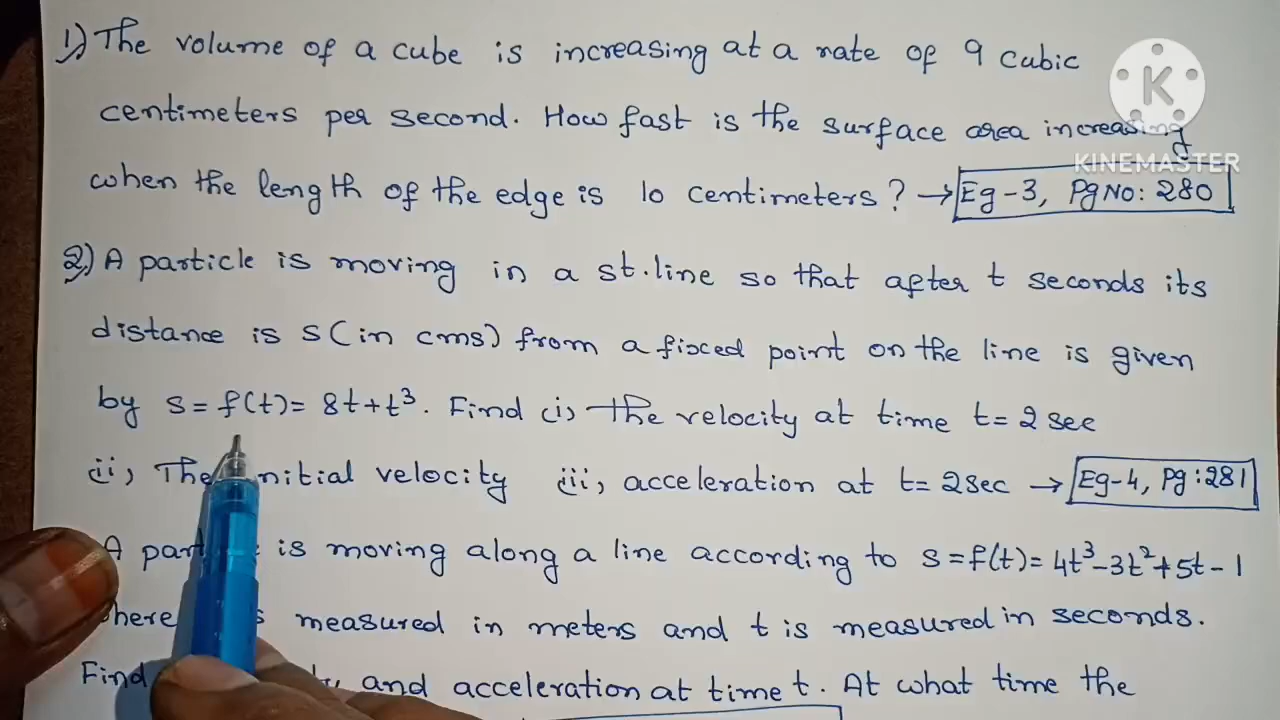 1) The volume of a cube is increasing at a rate of 9 cubic
centimeters per second. How fast is the surface area increasing
when the length of the edge is 10 centimeters? → Eg-3, Pg No: 280
2) A particle is moving in a st.line so that after t seconds its
distance is s (in cms) from a fixed point on the line is given
by s = f(t) = 8t + t³. Find (i) the velocity at time t = 2 sec
(ii) The initial velocity (iii) acceleration at t = 2 sec → Eg-4, Pg: 281
A is moving along a line according to s = f(t) = 4t³ - 3t² + 5t - 1
measured in meters and t is measured in seconds.
Find and acceleration at time t. At what time the
K
KINEMASTER